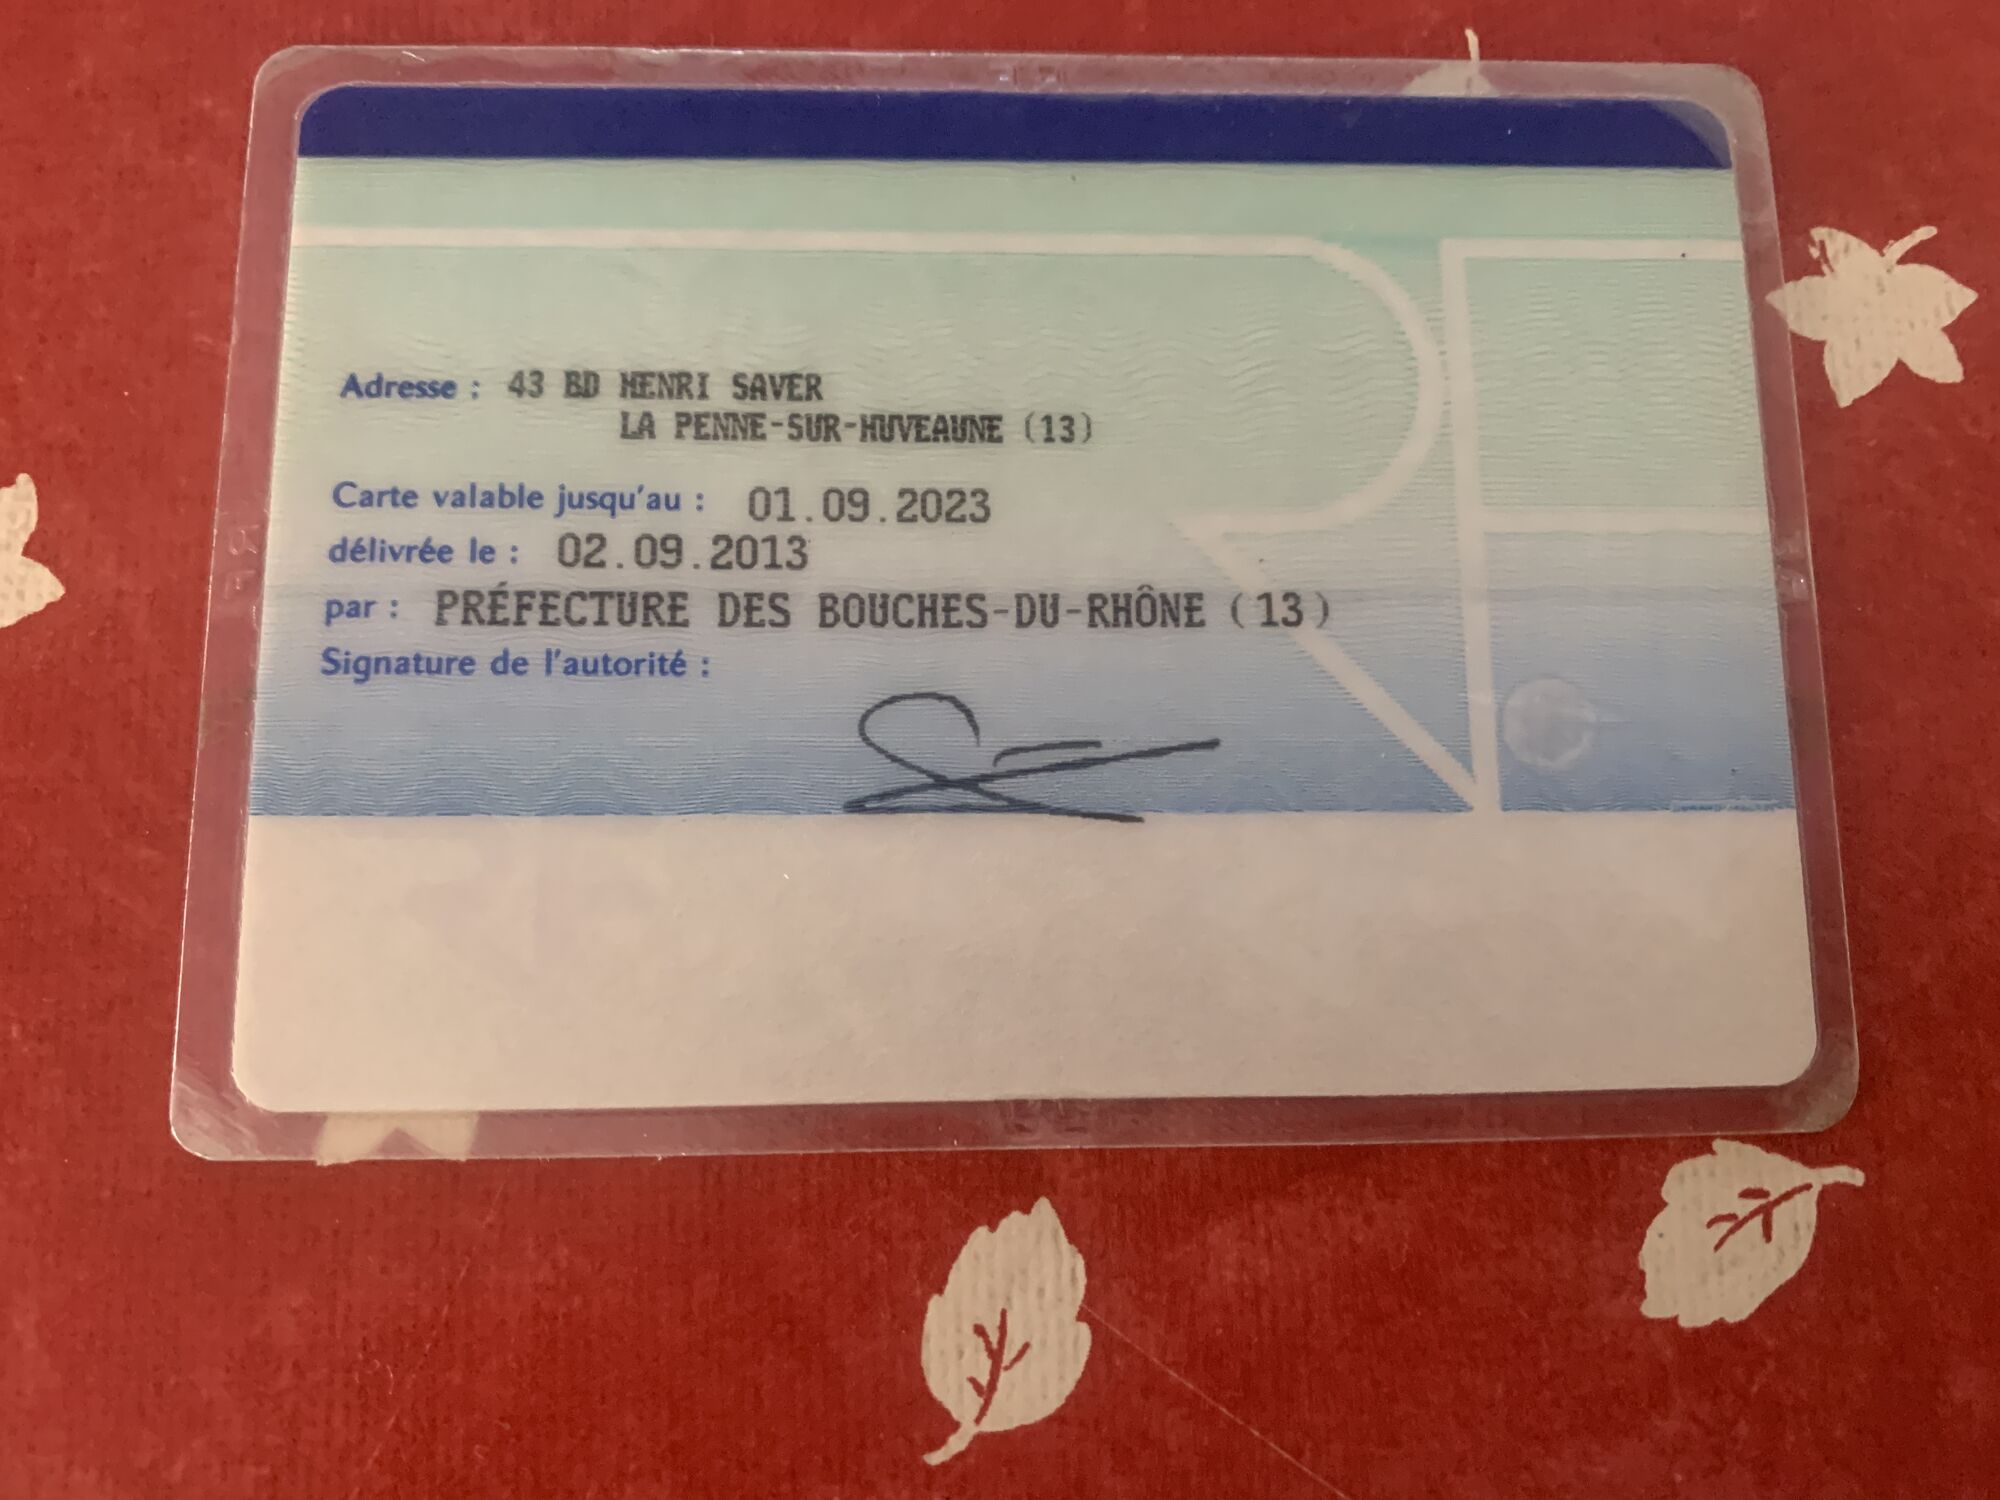 Adresse : 43 BD HENRI SAVER
LA PENNE-SUR-HUVEAUNE (13)
Carte valable jusqu'au : 01.09.2023
délivrée le : 02.09.2013
par : PRÉFECTURE DES BOUCHES-DU-RHÔNE (13)
Signature de l'autorité :
RF